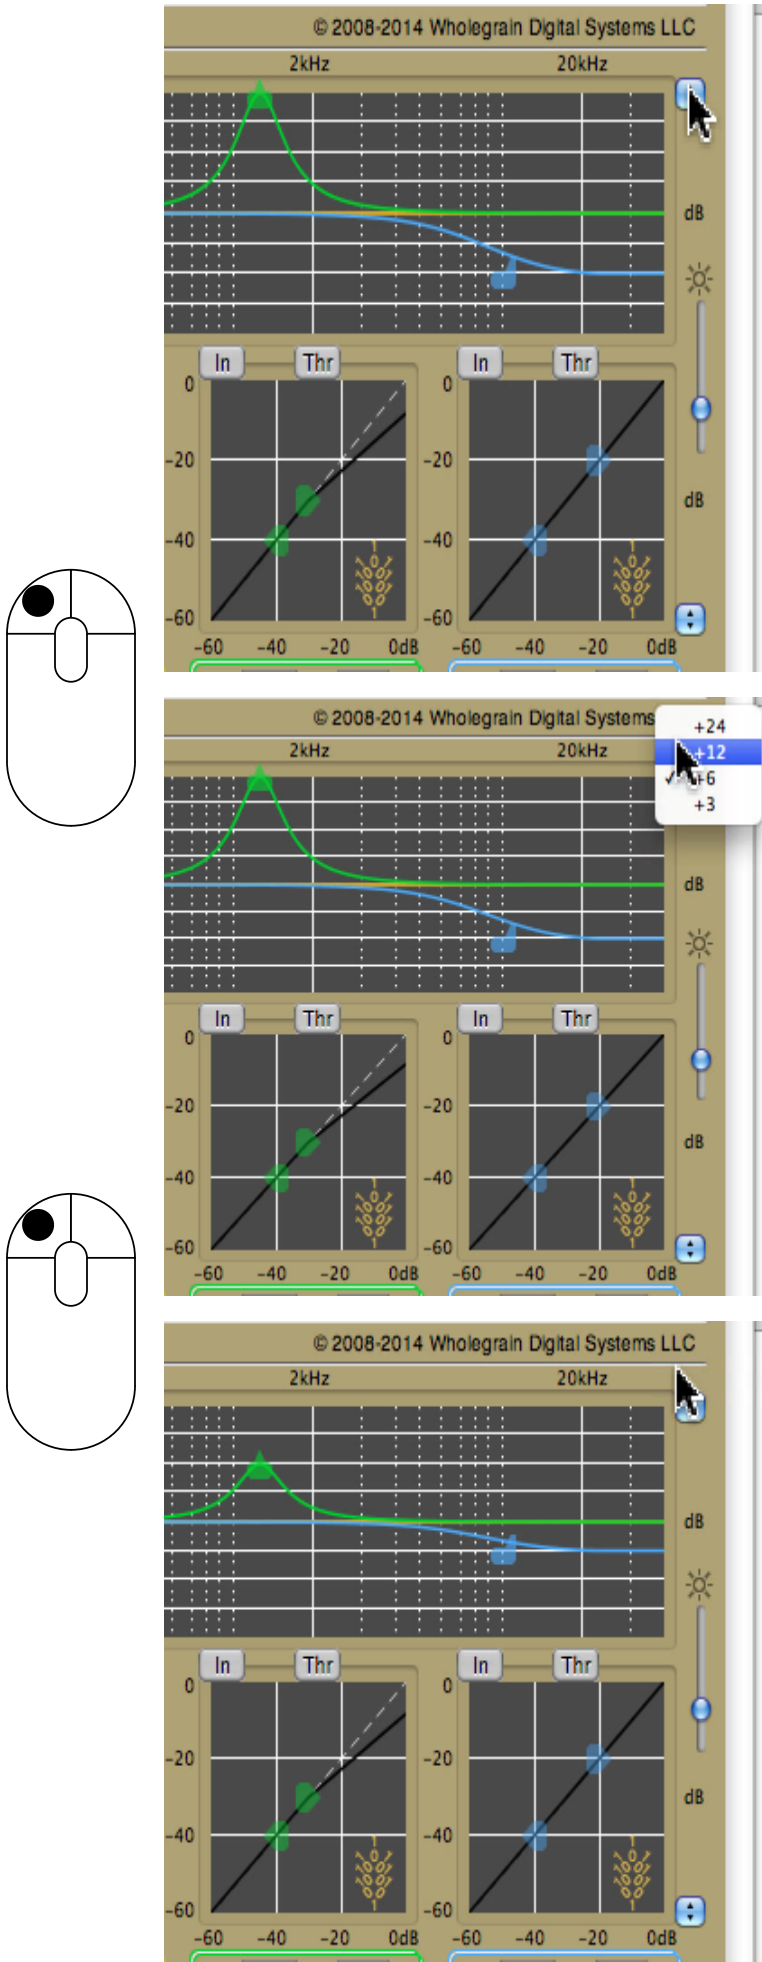 © 2008-2014 Wholegrain Digital Systems LLC
2kHz 20kHz
dB
In Thr In Thr
0 0
-20 -20
dB
-40 -40
-60 -60
-60 -40 -20 0dB -60 -40 -20 0dB
© 2008-2014 Wholegrain Digital Systems
+24
2kHz 20kHz +12
✓ +6
+3
dB
In Thr In Thr
0 0
-20 -20
dB
-40 -40
-60 -60
-60 -40 -20 0dB -60 -40 -20 0dB
© 2008-2014 Wholegrain Digital Systems LLC
2kHz 20kHz
dB
In Thr In Thr
0 0
-20 -20
dB
-40 -40
-60 -60
-60 -40 -20 0dB -60 -40 -20 0dB